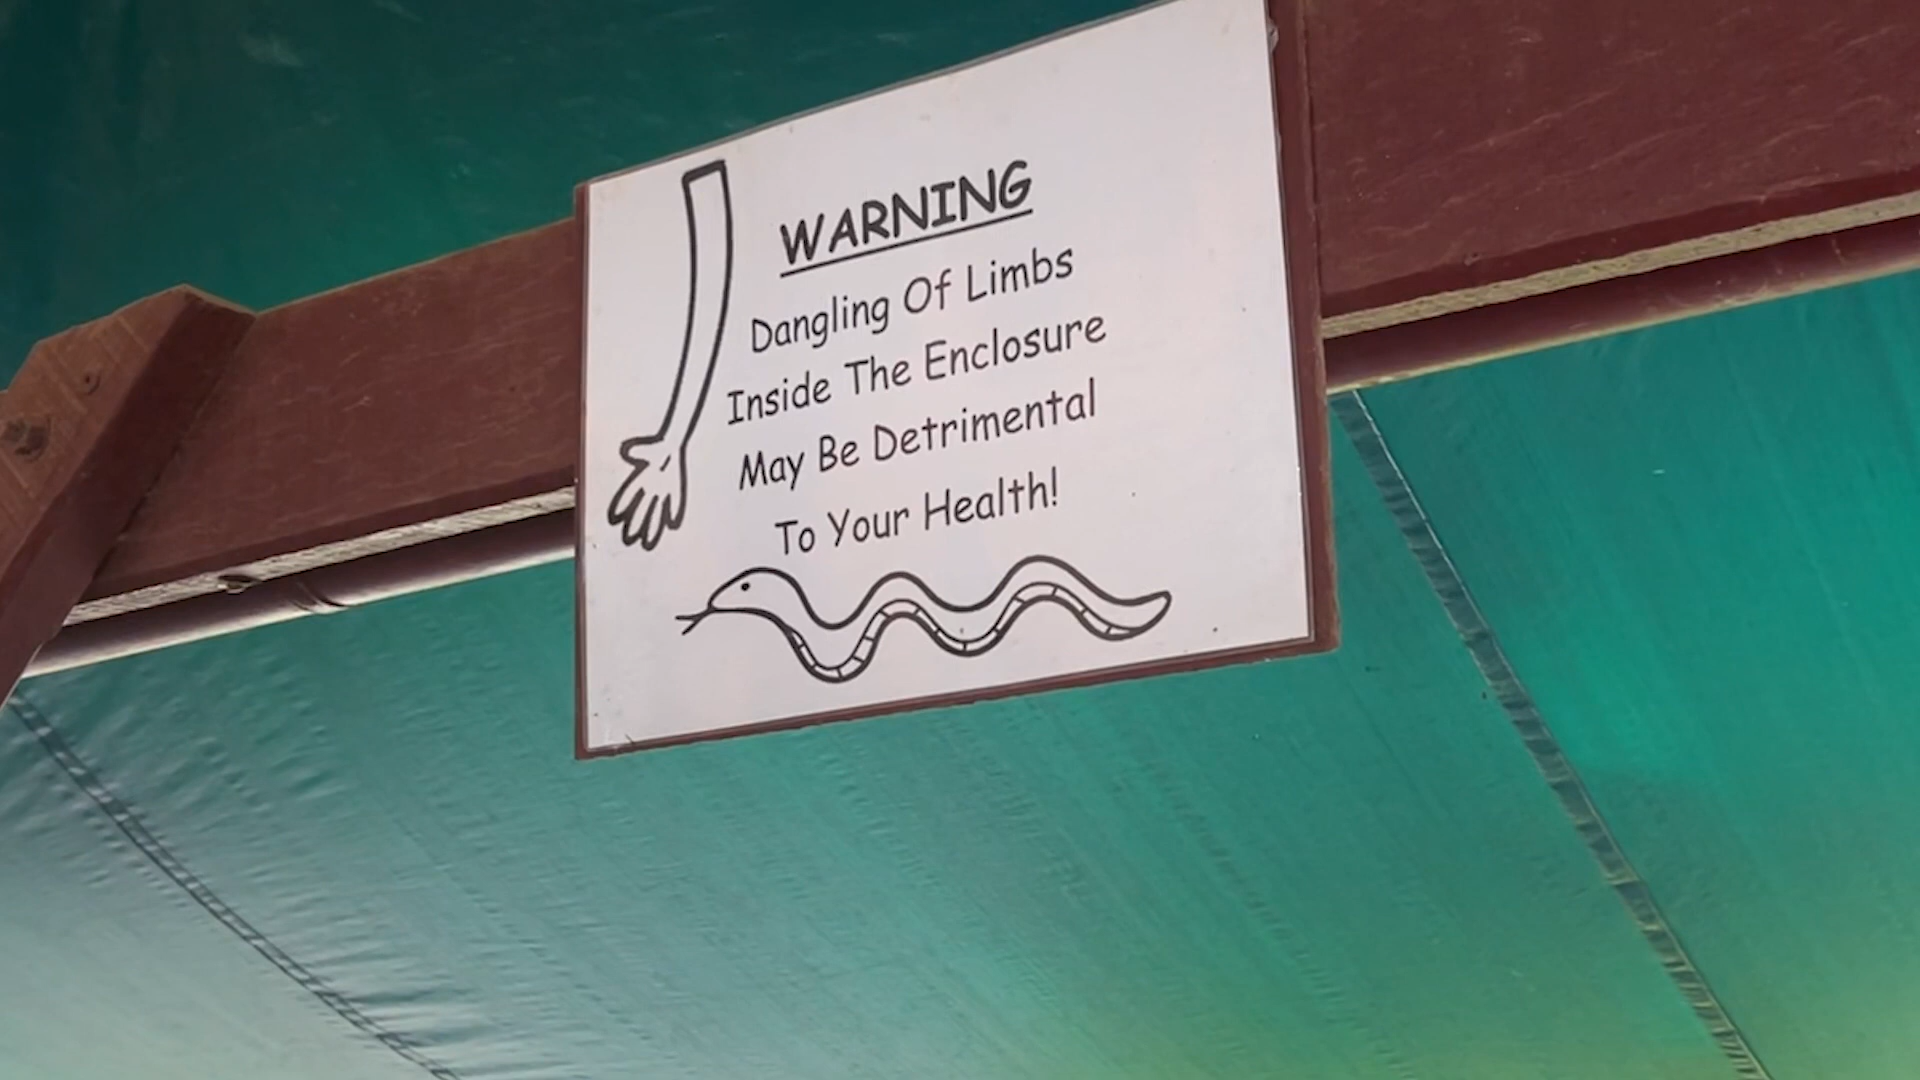 WARNING
Dangling Of Limbs
Inside The Enclosure
May Be Detrimental
To Your Health!